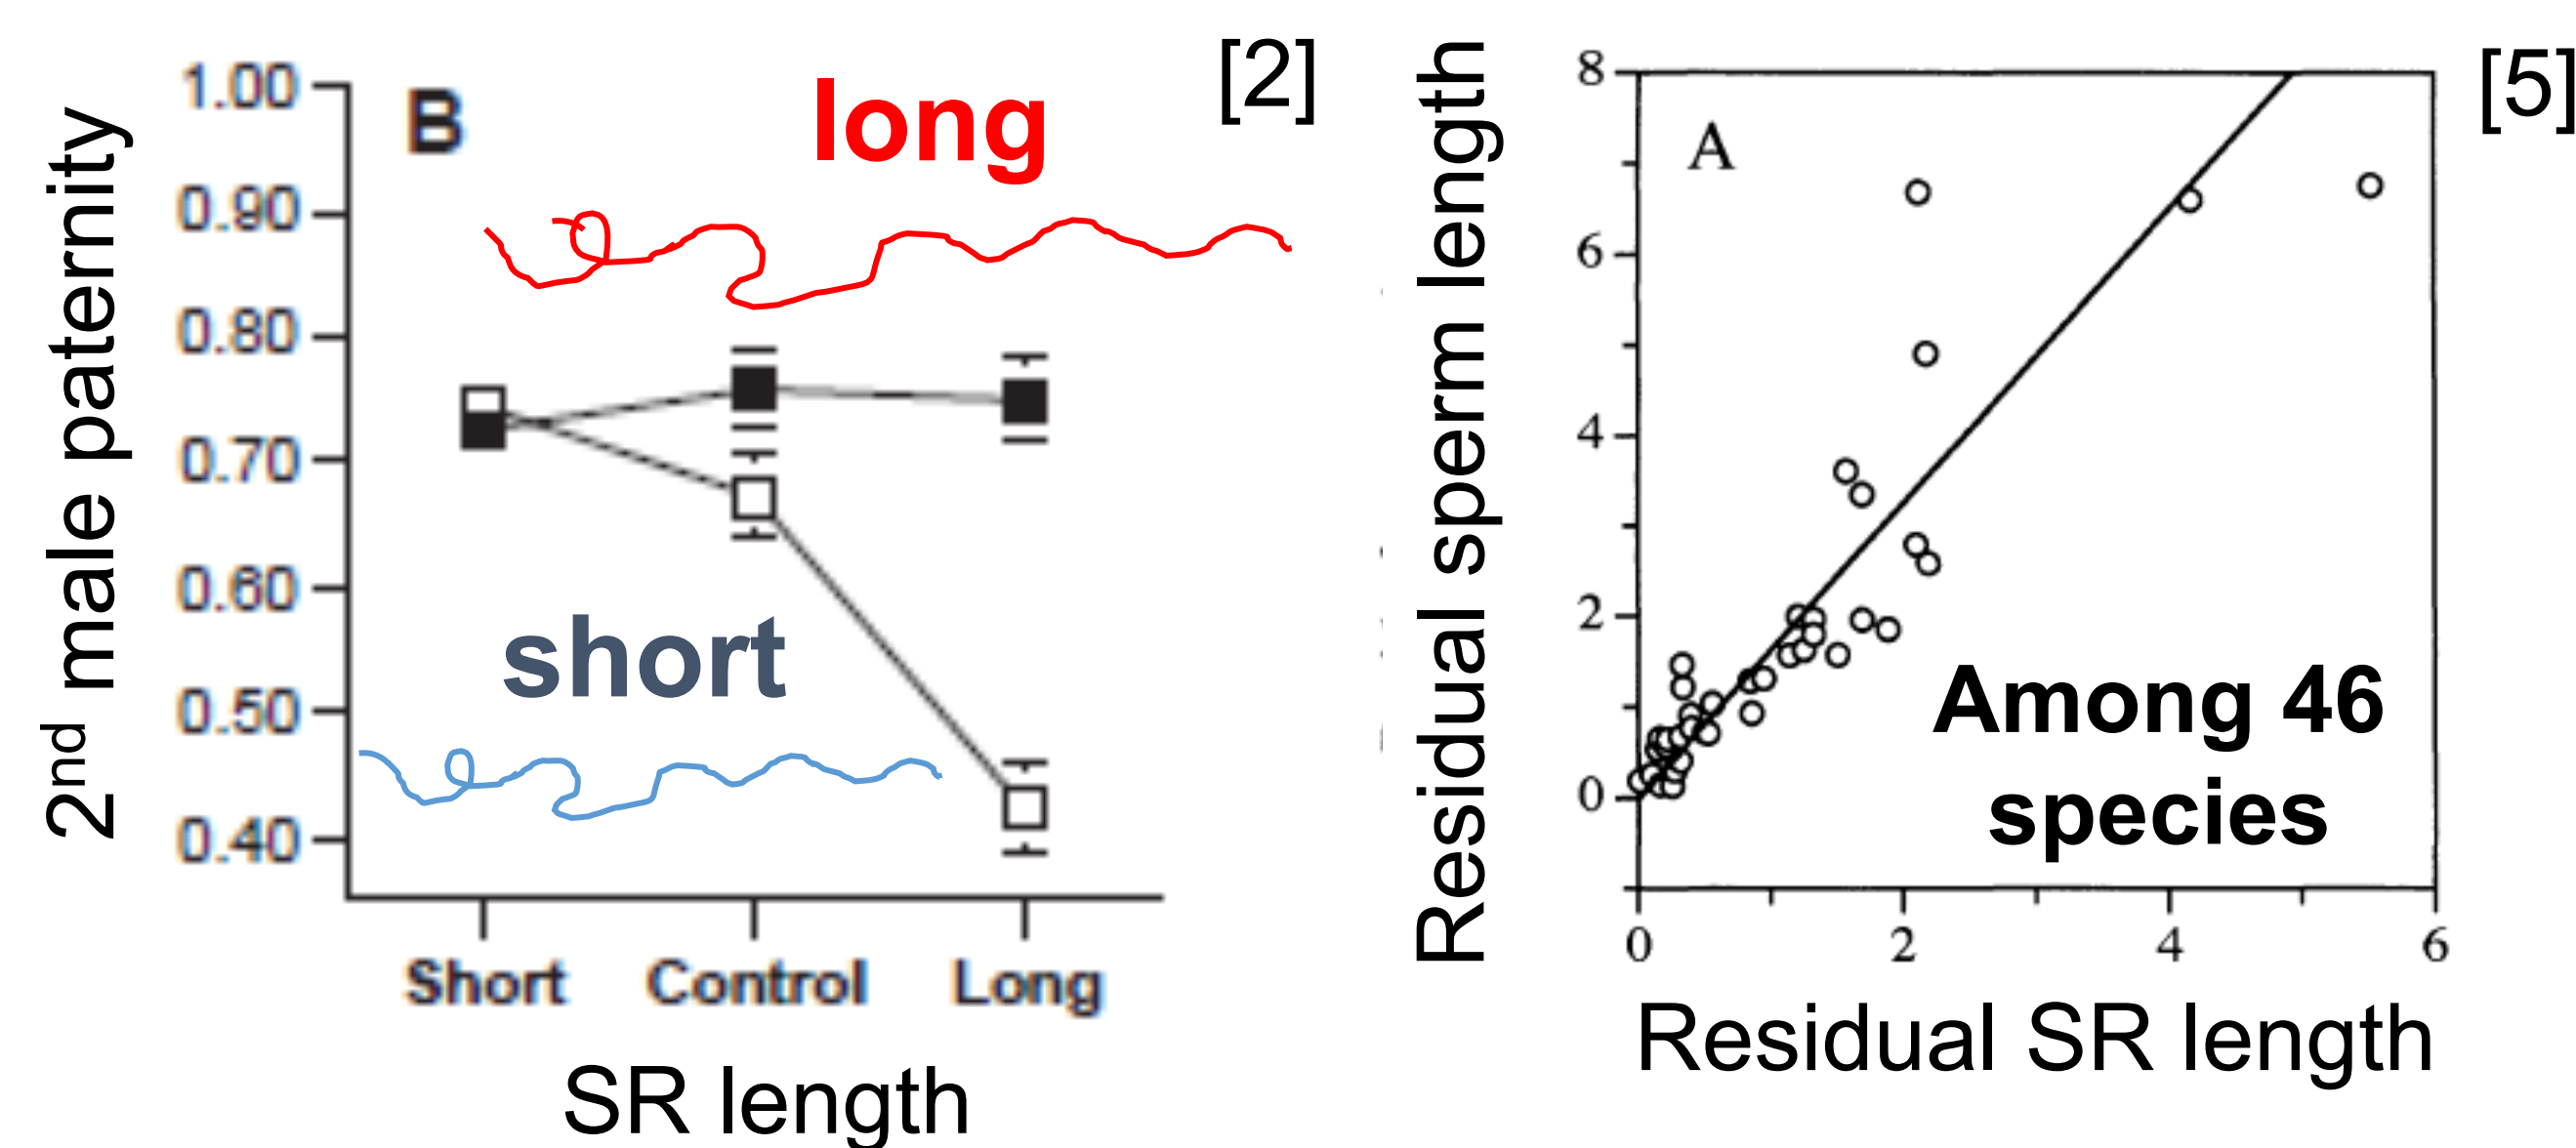 [2]
B
long
short
2nd male paternity
1.00
0.90
0.80
0.70
0.60
0.50
0.40
Short Control Long
SR length
[5]
A
Residual sperm length
8
6
4
2
0
Among 46
species
0 2 4 6
Residual SR length